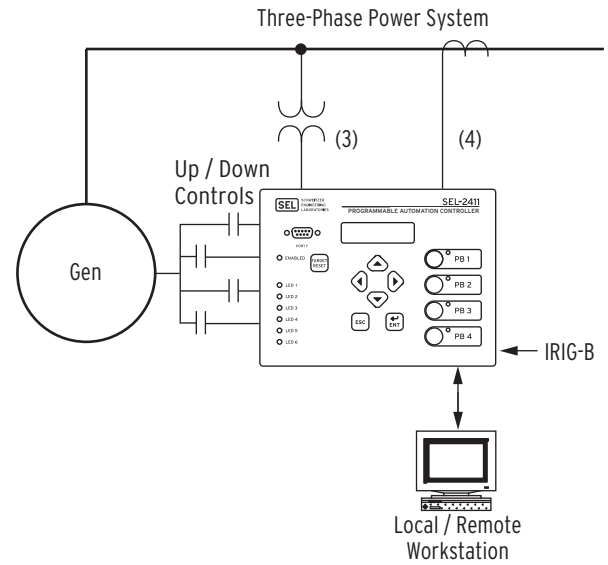 Three-Phase Power System
(3)
(4)
Up / Down
Controls
Gen
SEL
SCHWEITZER
ENGINEERING
LABORATORIES
SEL-2411
PROGRAMMABLE AUTOMATION CONTROLLER
PORT F
ENABLED
TARGET
RESET
LED 1
LED 2
LED 3
LED 4
LED 5
LED 6
ESC
ENT
PB 1
PB 2
PB 3
PB 4
IRIG-B
Local / Remote
Workstation